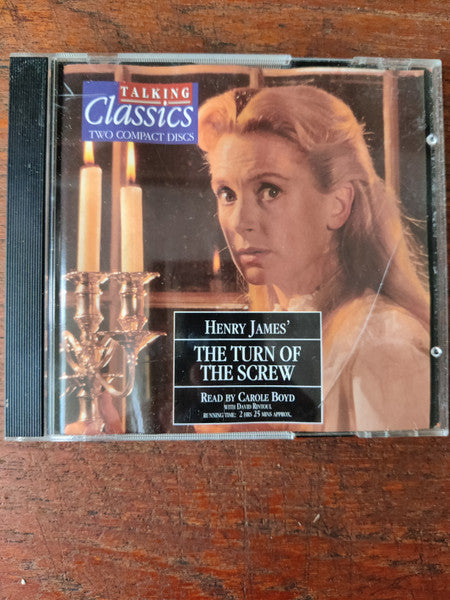 TALKING
Classics
TWO COMPACT DISCS
HENRY JAMES'
THE TURN OF
THE SCREW
READ BY CAROLE BOYD
WITH DAVID RINTOUL
RUNNING TIME: 2 HRS 25 MINS APPROX.